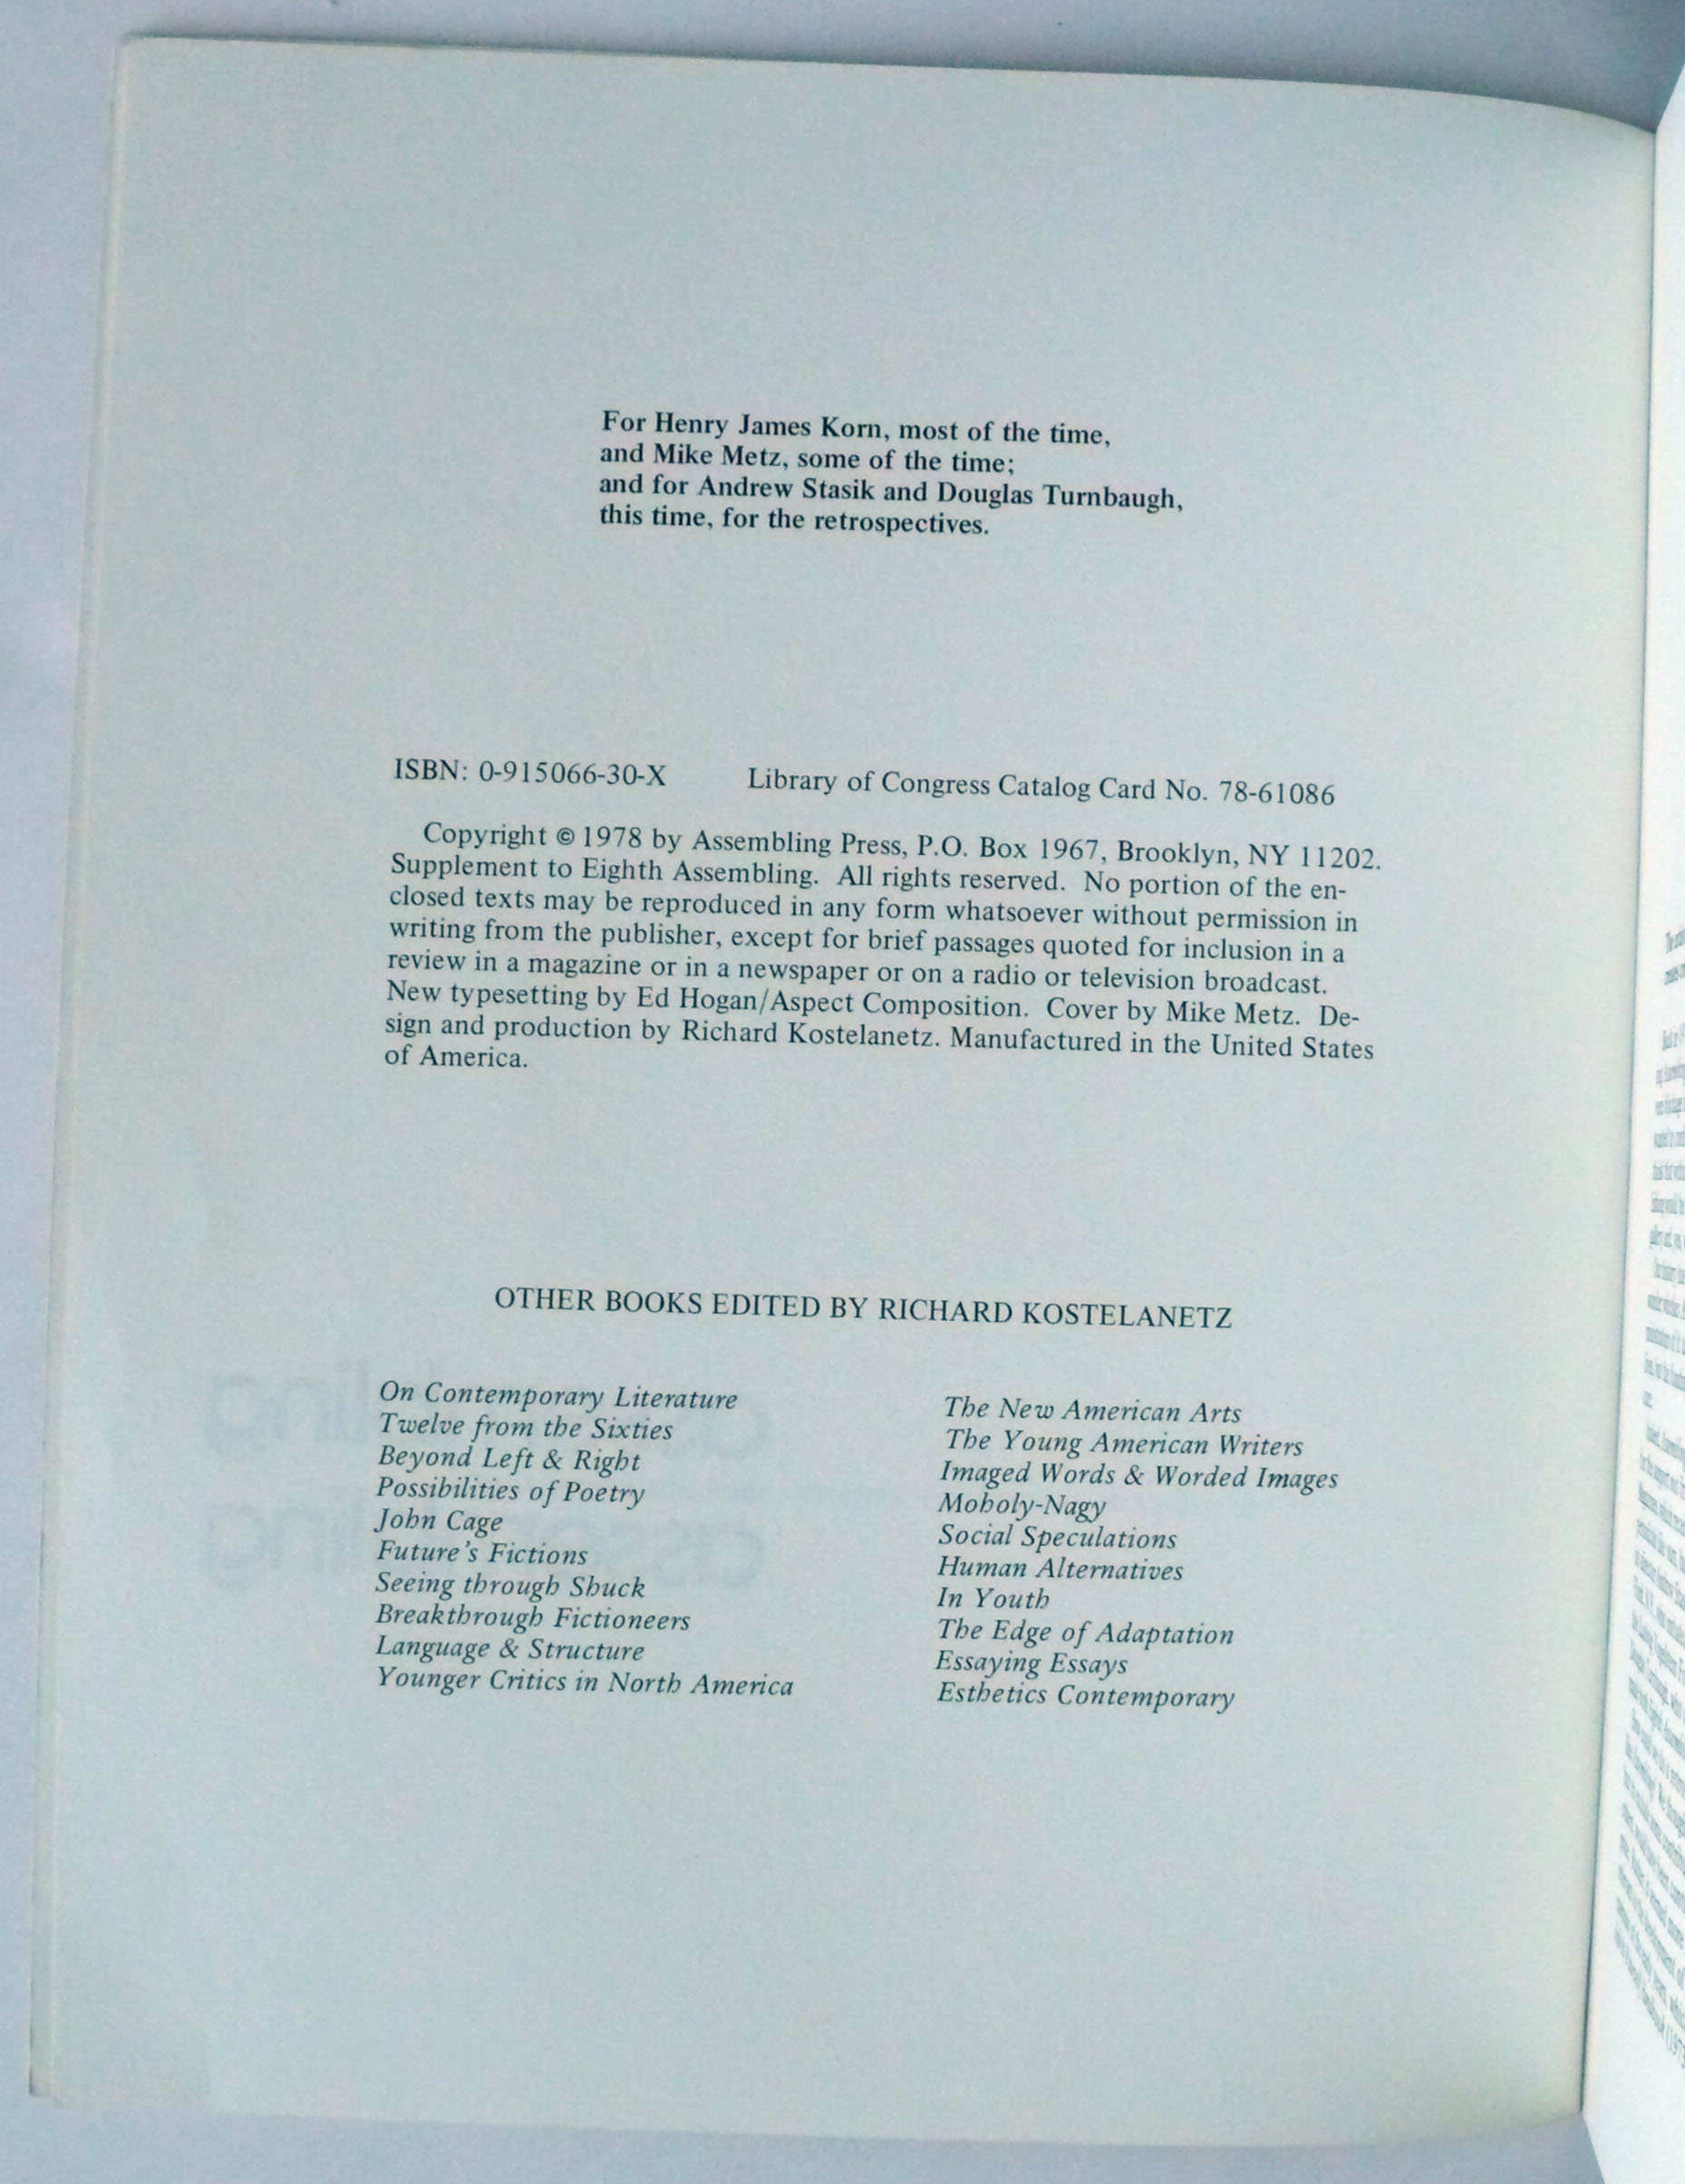 For Henry James Korn, most of the time,
and Mike Metz, some of the time;
and for Andrew Stasik and Douglas Turnbaugh,
this time, for the retrospectives.
ISBN: 0-915066-30-X Library of Congress Catalog Card No. 78-61086
Copyright © 1978 by Assembling Press, P.O. Box 1967, Brooklyn, NY 11202.
Supplement to Eighth Assembling. All rights reserved. No portion of the en-
closed texts may be reproduced in any form whatsoever without permission in
writing from the publisher, except for brief passages quoted for inclusion in a
review in a magazine or in a newspaper or on a radio or television broadcast.
New typesetting by Ed Hogan/Aspect Composition. Cover by Mike Metz. De-
sign and production by Richard Kostelanetz. Manufactured in the United States
of America.
OTHER BOOKS EDITED BY RICHARD KOSTELANETZ
On Contemporary Literature
Twelve from the Sixties
Beyond Left & Right
Possibilities of Poetry
John Cage
Future's Fictions
Seeing through Shuck
Breakthrough Fictioneers
Language & Structure
Younger Critics in North America
The New American Arts
The Young American Writers
Imaged Words & Worded Images
Moholy-Nagy
Social Speculations
Human Alternatives
In Youth
The Edge of Adaptation
Essaying Essays
Esthetics Contemporary